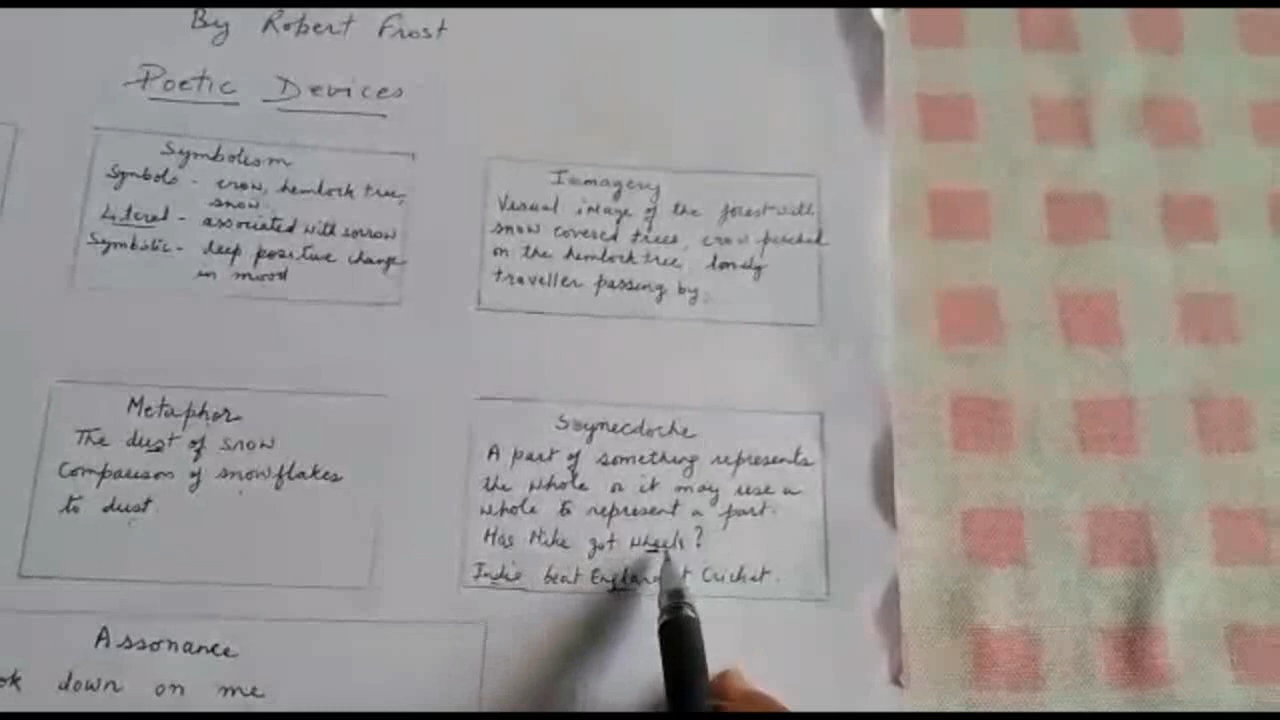 By Robert Frost
Poetic Devices
Symbolism
Symbols - crow, hemlock tree,
snow.
Literal - associated with sorrow
Symbolic - deep positive change
in mood
Immagery
Visual image of the forest with
snow covered trees, crow perched
on the hemlock tree, lonely
traveller passing by.
Metaphor
The dust of snow
Comparison of snowflakes
to dust
Soynecdoche
A part of something represents
the whole or it may use a
whole to represent a part.
Has Mike got wheels?
India beat England Cricket.
Assonance
down on me